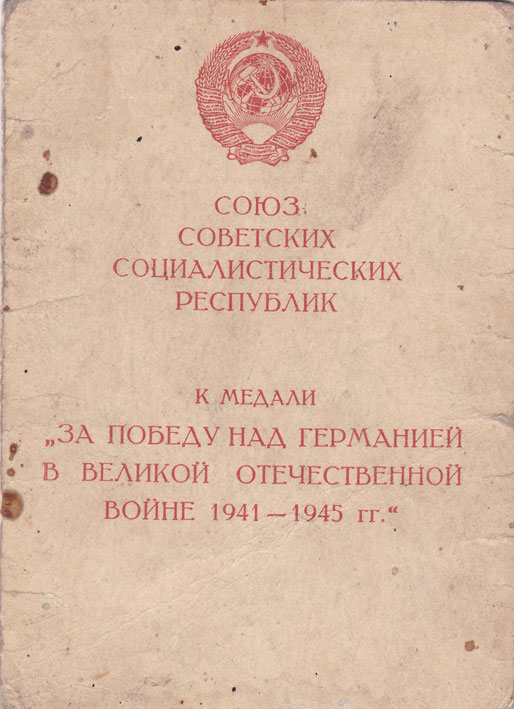 СОЮЗ
СОВЕТСКИХ
СОЦИАЛИСТИЧЕСКИХ
РЕСПУБЛИК
К МЕДАЛИ
„ЗА ПОБЕДУ НАД ГЕРМАНИЕЙ
В ВЕЛИКОЙ ОТЕЧЕСТВЕННОЙ
ВОЙНЕ 1941—1945 гг.“